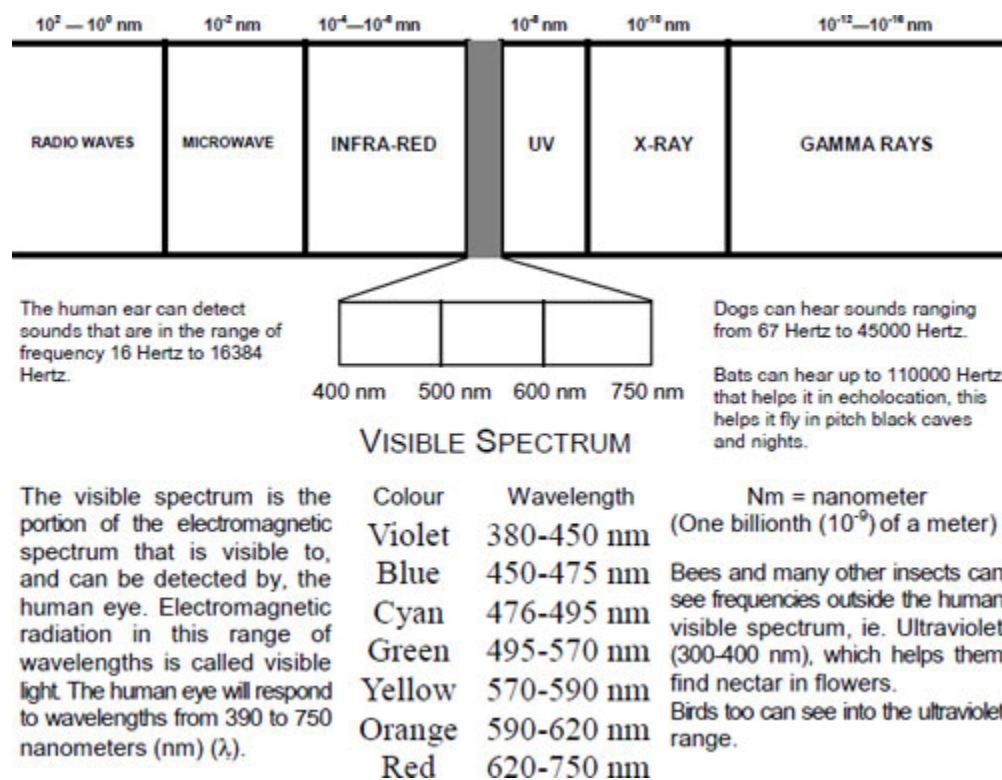 10² — 10⁰ nm 10⁻² nm 10⁻⁴—10⁻⁶ mn 10⁻⁸ nm 10⁻¹⁰ nm 10⁻¹²—10⁻¹⁶ nm
RADIO WAVES MICROWAVE INFRA-RED UV X-RAY GAMMA RAYS
The human ear can detect
sounds that are in the range of
frequency 16 Hertz to 16384
Hertz.
400 nm 500 nm 600 nm 750 nm
VISIBLE SPECTRUM
Dogs can hear sounds ranging
from 67 Hertz to 45000 Hertz.
Bats can hear up to 110000 Hertz
that helps it in echolocation, this
helps it fly in pitch black caves
and nights.
The visible spectrum is the
portion of the electromagnetic
spectrum that is visible to,
and can be detected by, the
human eye. Electromagnetic
radiation in this range of
wavelengths is called visible
light. The human eye will respond
to wavelengths from 390 to 750
nanometers (nm) (λ).
Colour Wavelength
Violet 380-450 nm
Blue 450-475 nm
Cyan 476-495 nm
Green 495-570 nm
Yellow 570-590 nm
Orange 590-620 nm
Red 620-750 nm
Nm = nanometer
(One billionth (10⁻⁹) of a meter)
Bees and many other insects can
see frequencies outside the human
visible spectrum, ie. Ultraviolet
(300-400 nm), which helps them
find nectar in flowers.
Birds too can see into the ultraviolet
range.